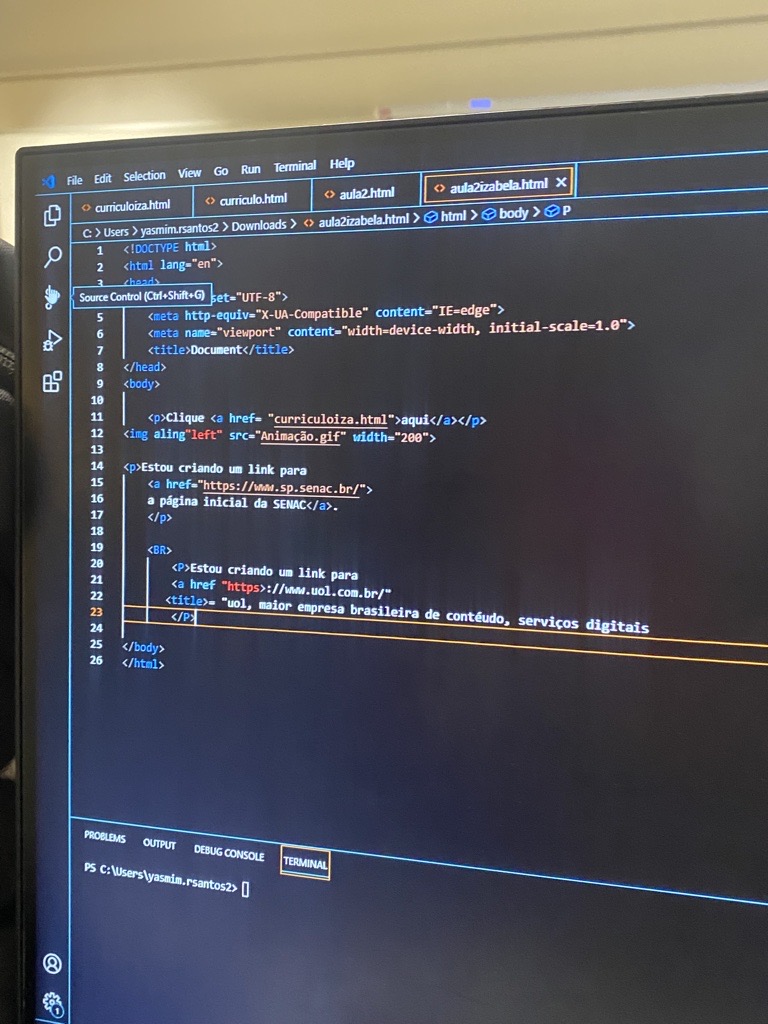 File Edit Selection View Go Run Terminal Help
curriculoiza.html curriculo.html aula2.html aula2izabela.html X
C: > Users > yasmim.rsantos2 > Downloads > aula2izabela.html > html > body > P
1 <!DOCTYPE html>
2 <html lang="en">
3 <head>
Source Control (Ctrl+Shift+G) set="UTF-8">
5 <meta http-equiv="X-UA-Compatible" content="IE=edge">
6 <meta name="viewport" content="width=device-width, initial-scale=1.0">
7 <title>Document</title>
8 </head>
9 <body>
10
11 <p>Clique <a href= "curriculoiza.html">aqui</a></p>
12 <img aling"left" src="Animação.gif" width="200">
13
14 <p>Estou criando um link para
15 <a href="https://www.sp.senac.br/">
16 a página inicial da SENAC</a>.
17 </p>
18
19 <BR>
20 <P>Estou criando um link para
21 <a href "https>://www.uol.com.br/"
22 <title>= "uol, maior empresa brasileira de contéudo, serviços digitais
23 </P>
24
25 </body>
26 </html>
PROBLEMS OUTPUT DEBUG CONSOLE TERMINAL
PS C:\Users\yasmim.rsantos2>
1